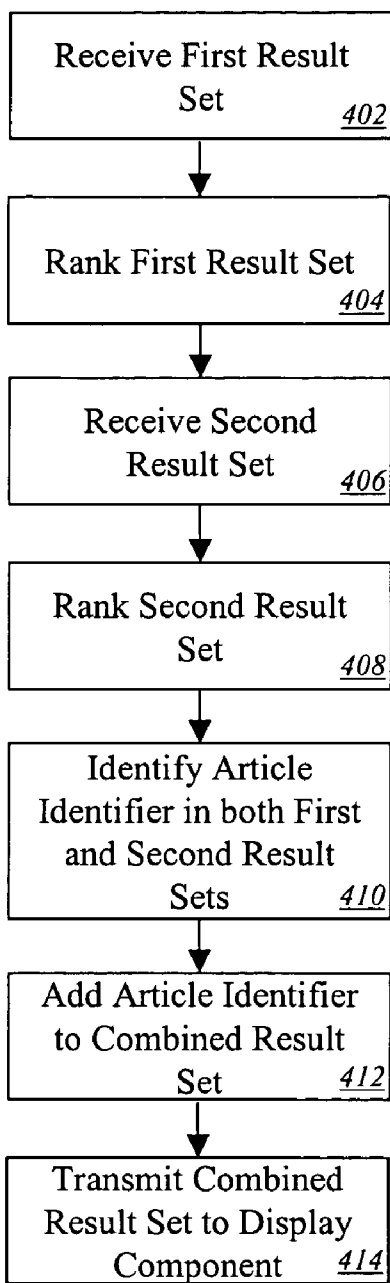 Receive First Result
Set
402
Rank First Result Set
404
Receive Second
Result Set
406
Rank Second Result
Set
408
Identify Article
Identifier in both First
and Second Result
Sets
410
Add Article Identifier
to Combined Result
Set
412
Transmit Combined
Result Set to Display
Component
414